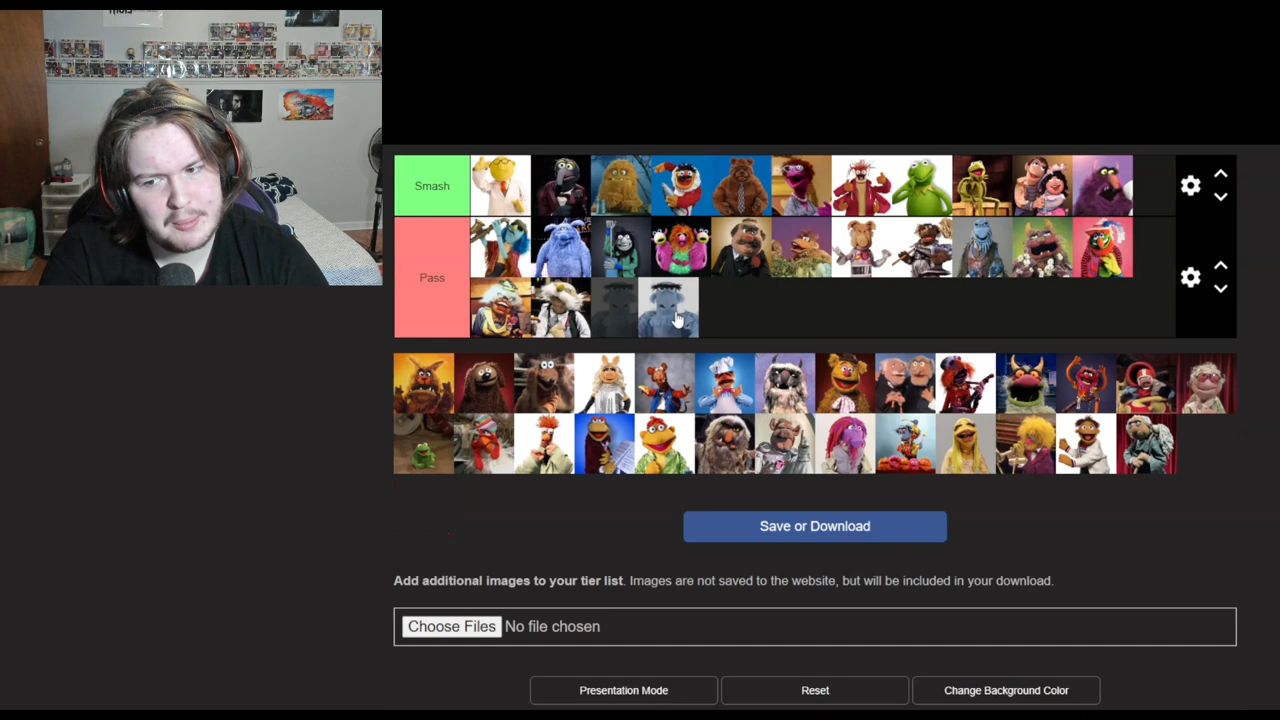 Smash
Pass
Save or Download
Add additional images to your tier list. Images are not saved to the website, but will be included in your download.
Choose Files No file chosen
Presentation Mode
Reset
Change Background Color